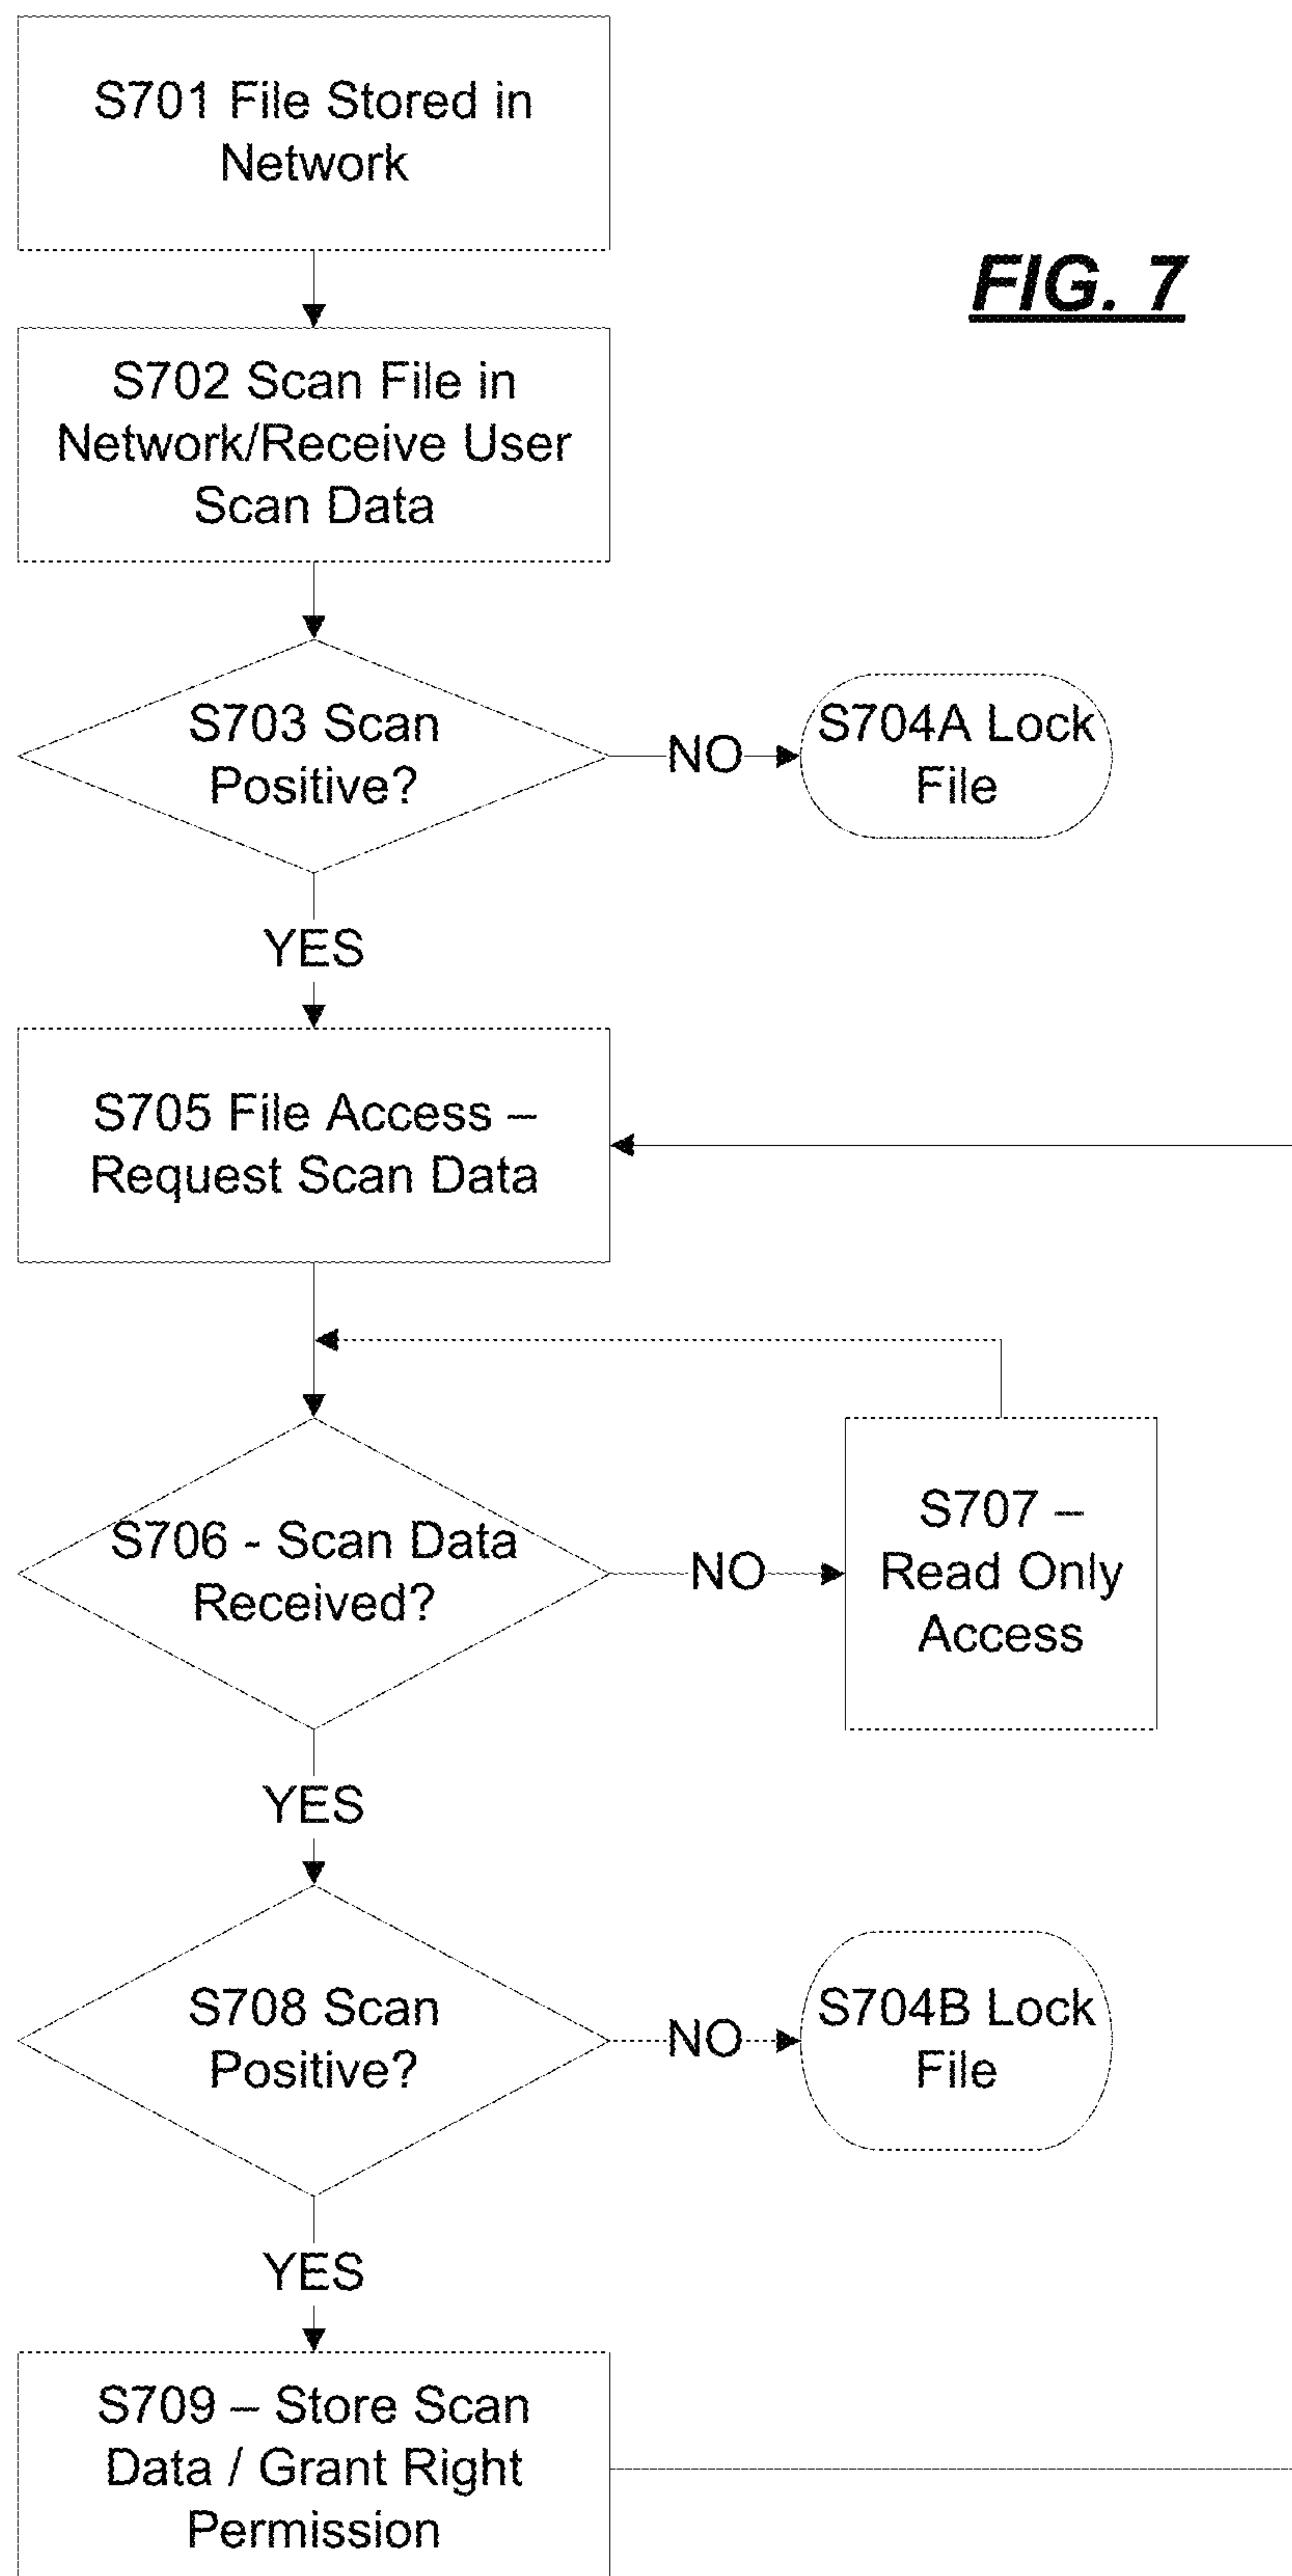 S701 File Stored in
Network
FIG. 7
S702 Scan File in
Network/Receive User
Scan Data
S703 Scan
Positive?
NO
S704A Lock
File
YES
S705 File Access –
Request Scan Data
S706 - Scan Data
Received?
NO
S707 –
Read Only
Access
YES
S708 Scan
Positive?
NO
S704B Lock
File
YES
S709 – Store Scan
Data / Grant Right
Permission